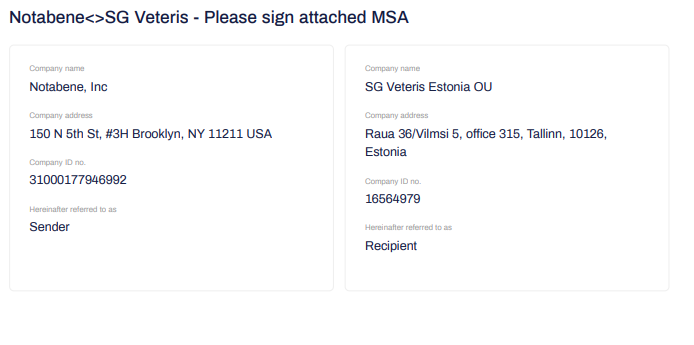 Notabene<>SG Veteris - Please sign attached MSA
Company name
Notabene, Inc
Company address
150 N 5th St, #3H Brooklyn, NY 11211 USA
Company ID no.
31000177946992
Hereinafter referred to as
Sender
Company name
SG Veteris Estonia OU
Company address
Raua 36/Vilmsi 5, office 315, Tallinn, 10126,
Estonia
Company ID no.
16564979
Hereinafter referred to as
Recipient